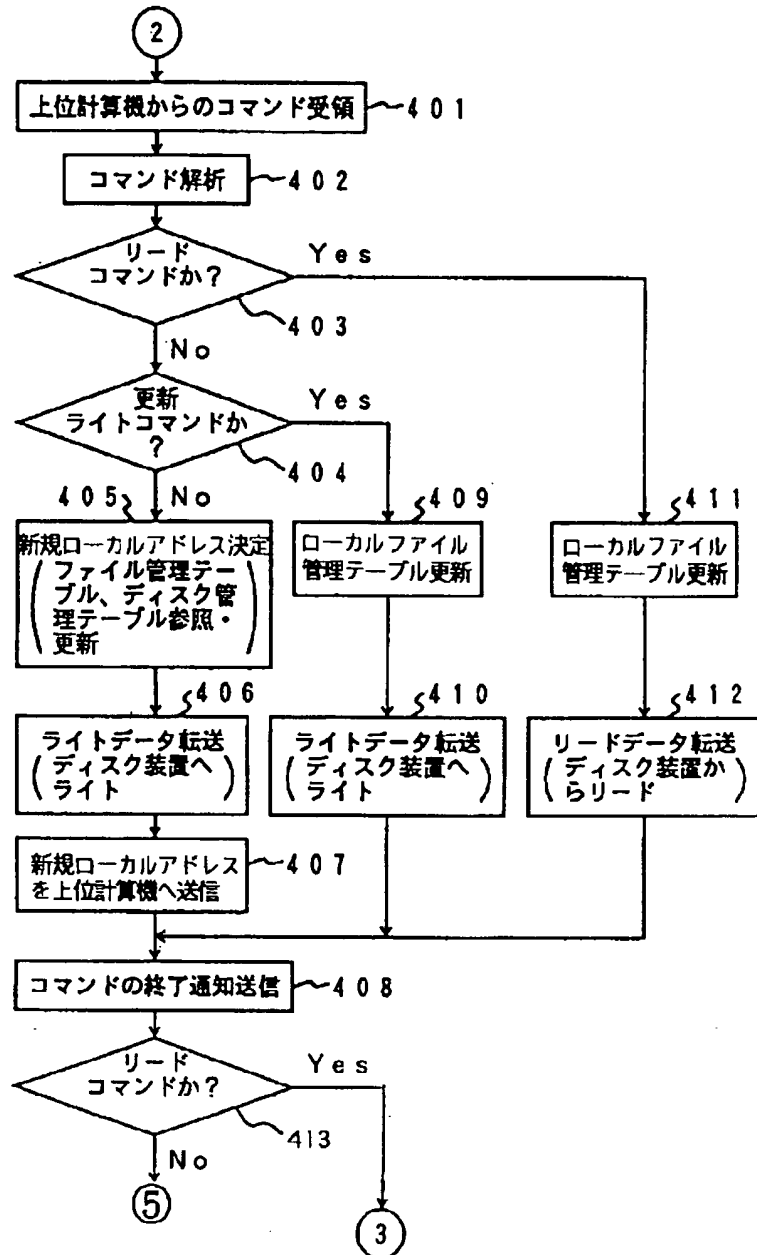 2
上位計算機からのコマンド受領
401
コマンド解析
402
リード
コマンドか？
Yes
403
No
更新
ライトコマンドか
？
Yes
404
No
405
新規ローカルアドレス決定
(ファイル管理テー
ブル、ディスク管
理テーブル参照・
更新)
409
ローカルファイル
管理テーブル更新
411
ローカルファイル
管理テーブル更新
406
ライトデータ転送
(ディスク装置へ
ライト)
410
ライトデータ転送
(ディスク装置へ
ライト)
412
リードデータ転送
(ディスク装置か
らリード)
新規ローカルアドレス
を上位計算機へ送信
407
コマンドの終了通知送信
408
リード
コマンドか？
Yes
413
No
5
3